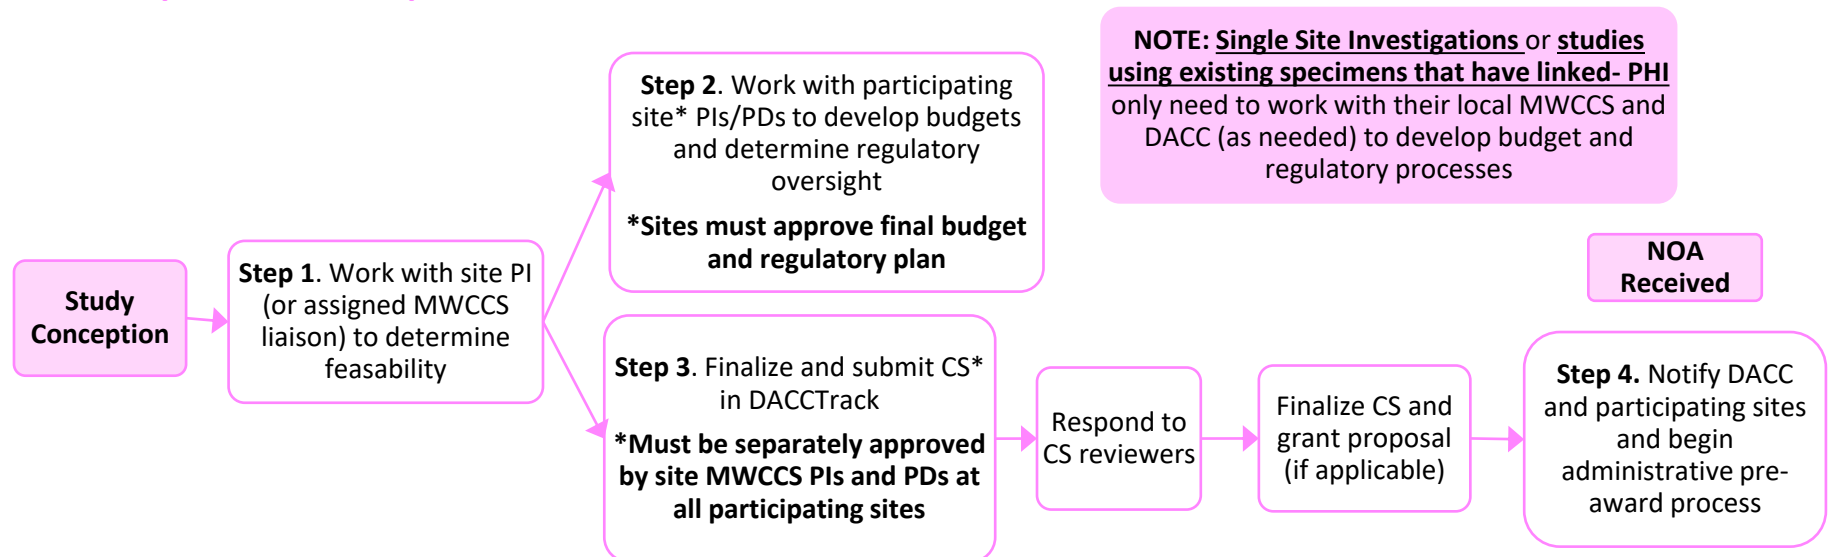 Study
Conception
Step 1. Work with site PI
(or assigned MWCCS
liaison) to determine
feasability
Step 2. Work with participating
site* PIs/PDs to develop budgets
and determine regulatory
oversight
*Sites must approve final budget
and regulatory plan
Step 3. Finalize and submit CS*
in DACCTrack
*Must be separately approved
by site MWCCS PIs and PDs at
all participating sites
Respond to
CS reviewers
Finalize CS and
grant proposal
(if applicable)
NOTE: Single Site Investigations or studies
using existing specimens that have linked- PHI
only need to work with their local MWCCS and
DACC (as needed) to develop budget and
regulatory processes
NOA
Received
Step 4. Notify DACC
and participating sites
and begin
administrative pre-
award process